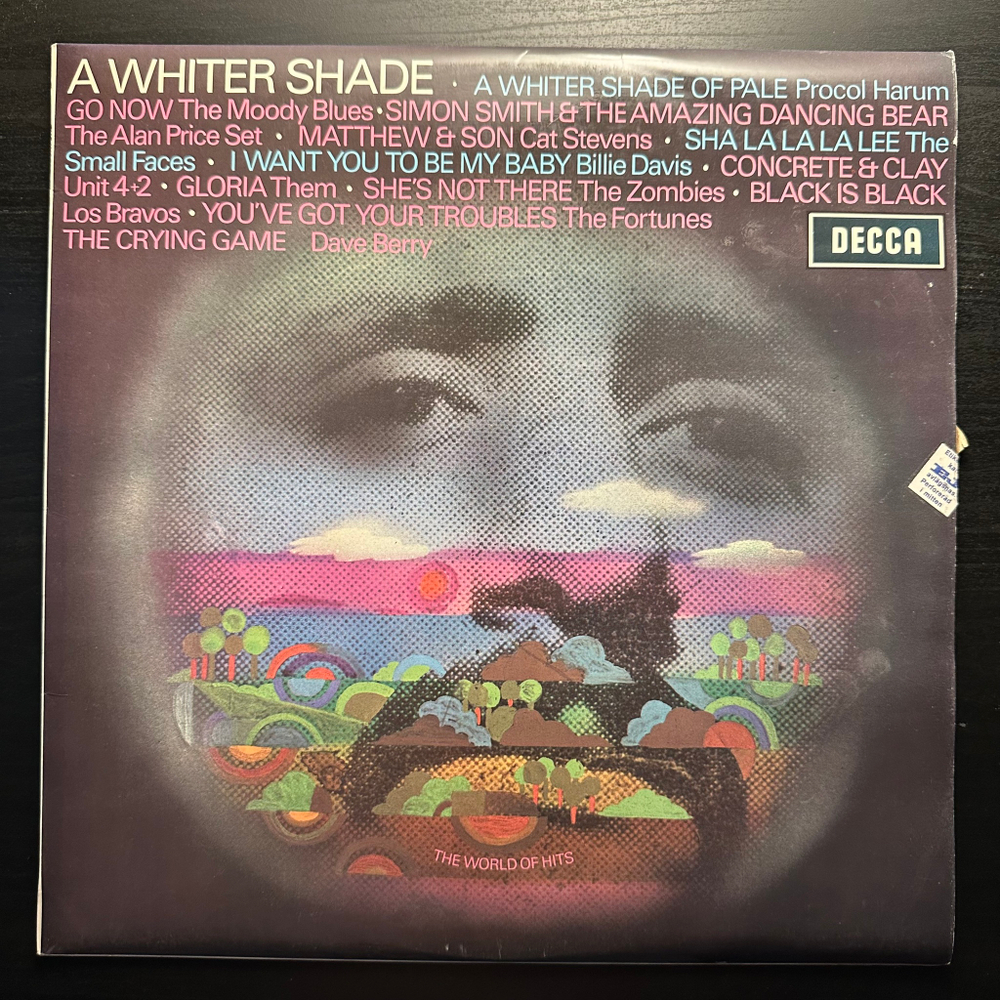 A WHITER SHADE · A WHITER SHADE OF PALE Procol Harum
GO NOW The Moody Blues · SIMON SMITH & THE AMAZING DANCING BEAR
The Alan Price Set · MATTHEW & SON Cat Stevens · SHA LA LA LA LEE The
Small Faces · I WANT YOU TO BE MY BABY Billie Davis · CONCRETE & CLAY
Unit 4+2 · GLORIA Them · SHE'S NOT THERE The Zombies · BLACK IS BLACK
Los Bravos · YOU'VE GOT YOUR TROUBLES The Fortunes
THE CRYING GAME Dave Berry
DECCA
avlägsnas
Perforerad
i mitten
THE WORLD OF HITS